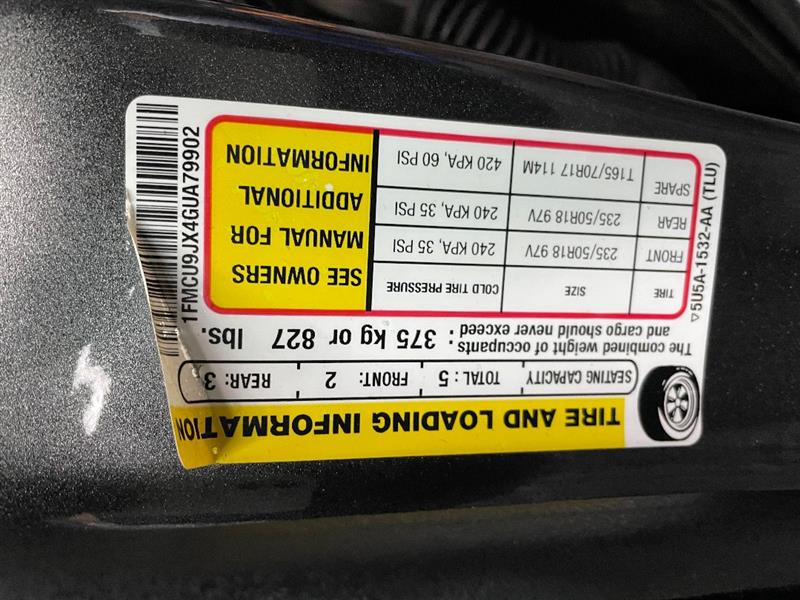 TIRE AND LOADING INFORMATION
SEATING CAPACITY TOTAL : 5 FRONT: 2 REAR: 3
The combined weight of occupants
and cargo should never exceed : 375 kg or 827 lbs.
TIRE SIZE COLD TIRE PRESSURE
FRONT 235/50R18 97V 240 KPA, 35 PSI
REAR 235/50R18 97V 240 KPA, 35 PSI
SPARE T165/70R17 114M 420 KPA, 60 PSI
SEE OWNERS
MANUAL FOR
ADDITIONAL
INFORMATION
5U5A-1532-AA (TLU)
1FMCU9JX4GUA79902